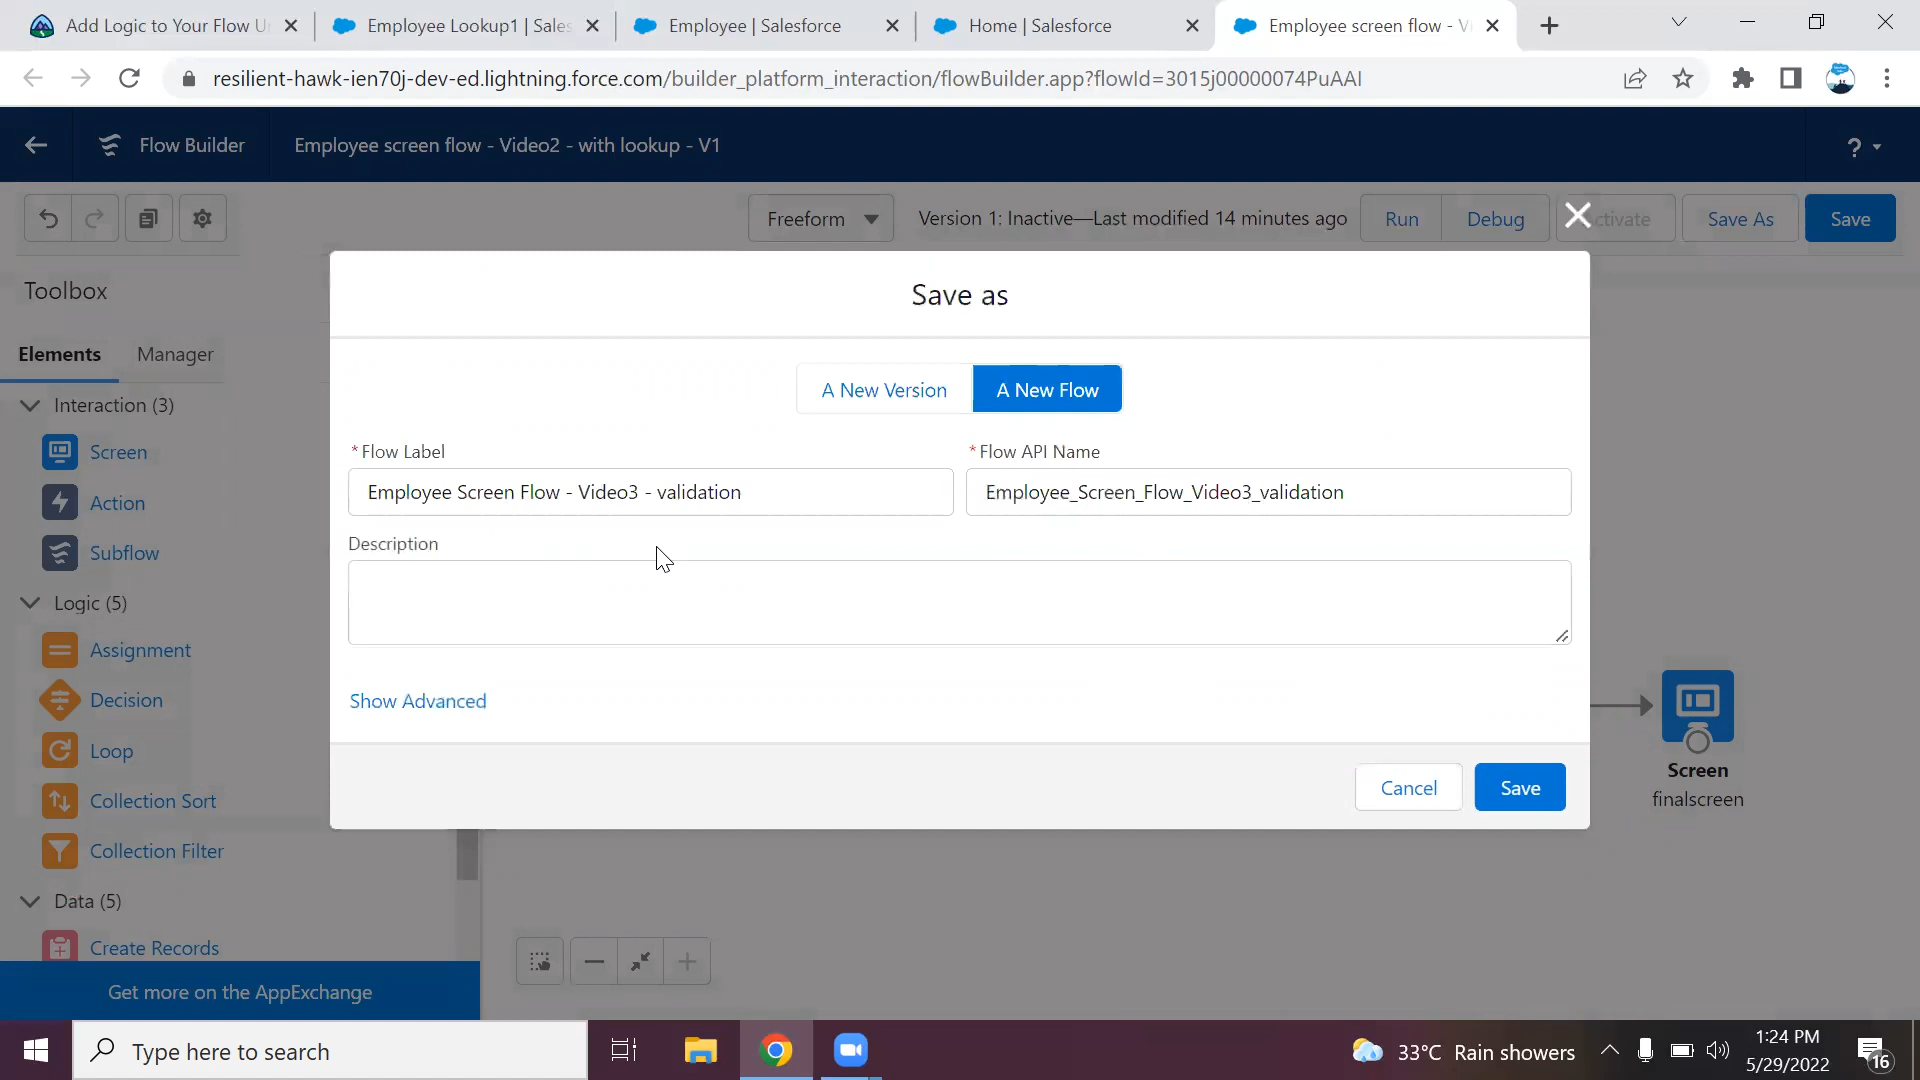 Add Logic to Your Flow U
Employee Lookup1 | Sales
Employee | Salesforce
Home | Salesforce
Employee screen flow - Vi
resilient-hawk-ien70j-dev-ed.lightning.force.com/builder_platform_interaction/flowBuilder.app?flowId=3015j00000074PuAAI
Flow Builder
Employee screen flow - Video2 - with lookup - V1
?
Freeform
Version 1: Inactive—Last modified 14 minutes ago
Run
Debug
ctivate
Save As
Save
Toolbox
Save as
Elements
Manager
A New Version
A New Flow
Interaction (3)
Screen
Action
Subflow
*Flow Label
*Flow API Name
Employee Screen Flow - Video3 - validation
Employee_Screen_Flow_Video3_validation
Description
Logic (5)
Assignment
Decision
Loop
Collection Sort
Collection Filter
Show Advanced
Cancel
Save
Screen
finalscreen
Data (5)
Create Records
Get more on the AppExchange
Type here to search
33°C Rain showers
1:24 PM
5/29/2022
16